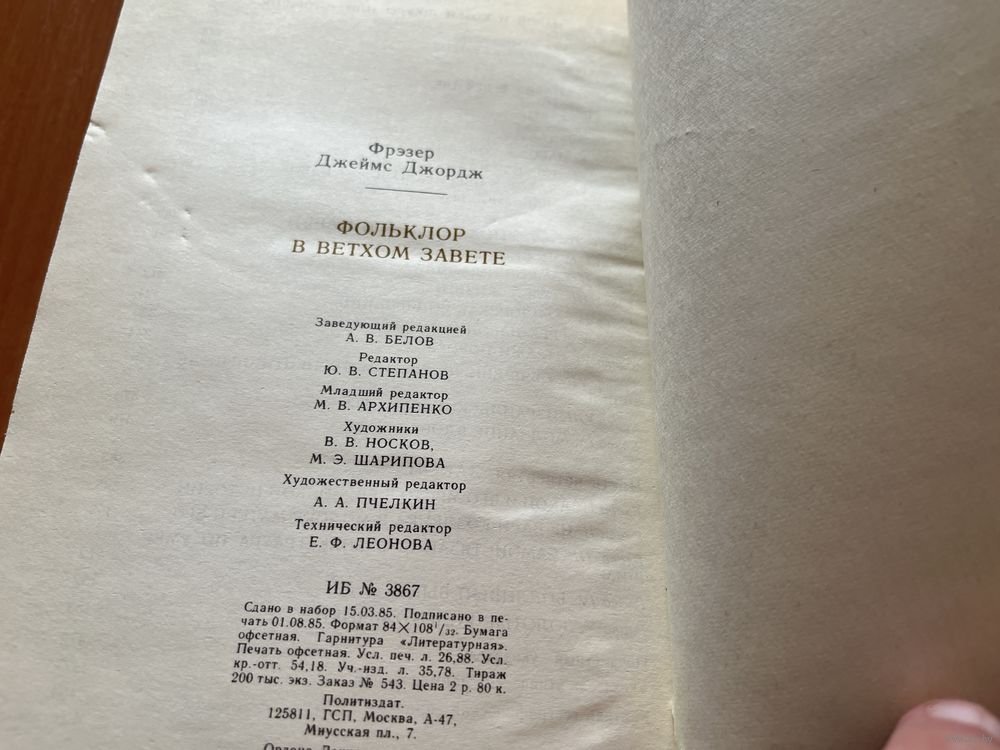 Фрэзер
Джеймс Джордж
ФОЛЬКЛОР
В ВЕТХОМ ЗАВЕТЕ
Заведующий редакцией
А. В. БЕЛОВ
Редактор
Ю. В. СТЕПАНОВ
Младший редактор
М. В. АРХИПЕНКО
Художники
В. В. НОСКОВ,
М. Э. ШАРИПОВА
Художественный редактор
А. А. ПЧЕЛКИН
Технический редактор
Е. Ф. ЛЕОНОВА
ИБ № 3867
Сдано в набор 15.03.85. Подписано в пе-
чать 01.08.85. Формат 84×108¹/₃₂. Бумага
офсетная. Гарнитура «Литературная».
Печать офсетная. Усл. печ. л. 26,88. Усл.
кр.-отт. 54,18. Уч.-изд. л. 35,78. Тираж
200 тыс. экз. Заказ № 543. Цена 2 р. 80 к.
Политиздат.
125811, ГСП, Москва, А-47,
Миусская пл., 7.